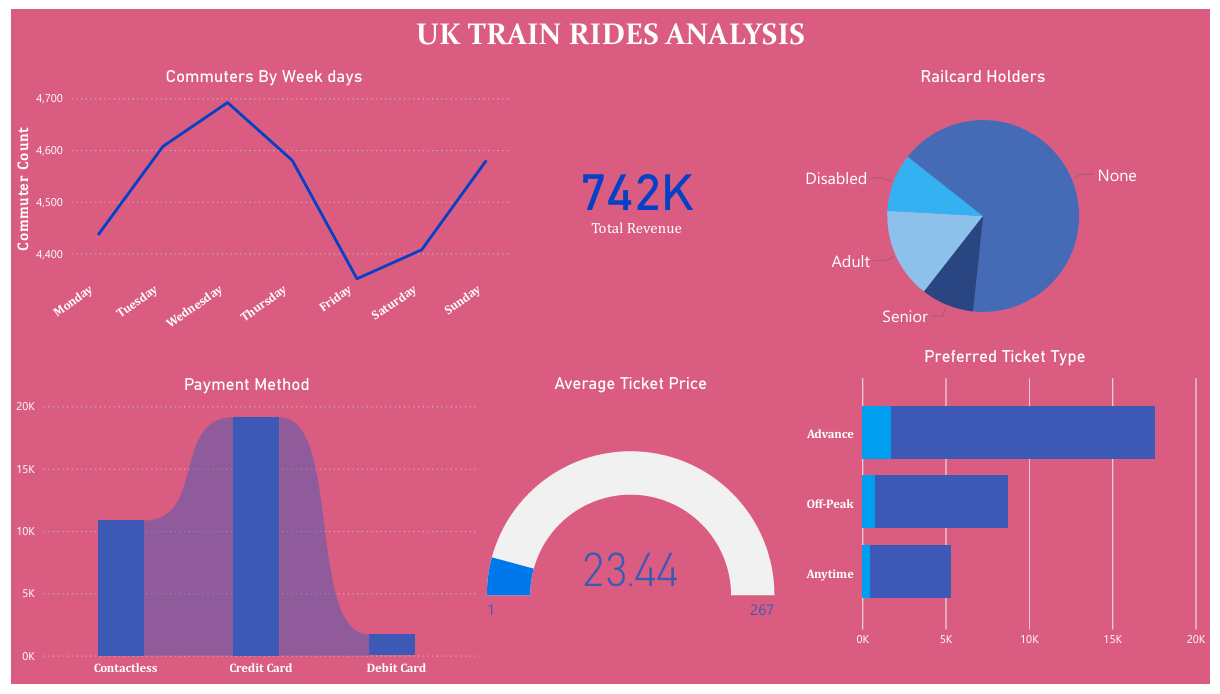 UK TRAIN RIDES ANALYSIS
Commuters By Week days
Commuter Count
4,700
4,600
4,500
4,400
Monday
Tuesday
Wednesday
Thursday
Friday
Saturday
Sunday
742K
Total Revenue
Railcard Holders
None
Disabled
Adult
Senior
Payment Method
20K
15K
10K
5K
0K
Contactless
Credit Card
Debit Card
Average Ticket Price
23.44
1
267
Preferred Ticket Type
Advance
Off-Peak
Anytime
0K
5K
10K
15K
20K